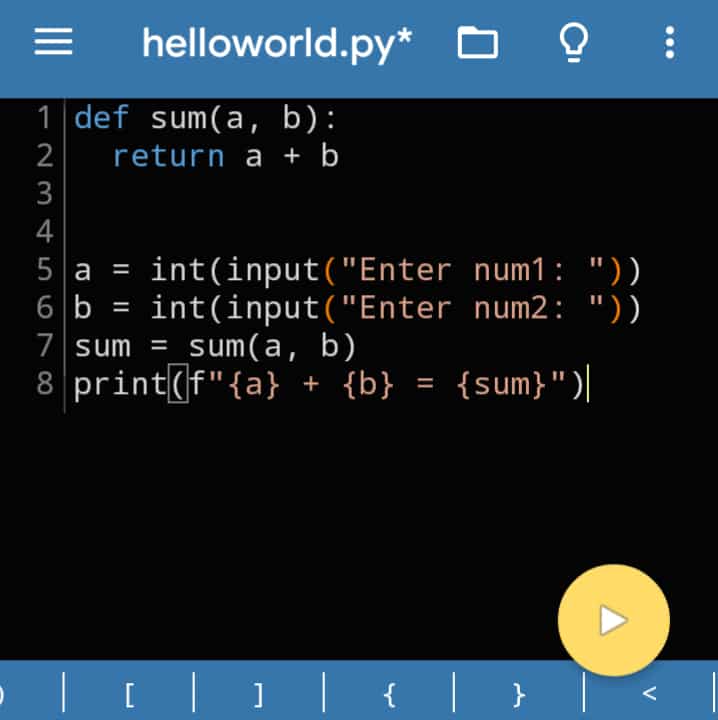 helloworld.py*
1 def sum(a, b):
2   return a + b
3
4
5 a = int(input("Enter num1: "))
6 b = int(input("Enter num2: "))
7 sum = sum(a, b)
8 print(f"{a} + {b} = {sum}")
) | [ | ] | { | } | < |